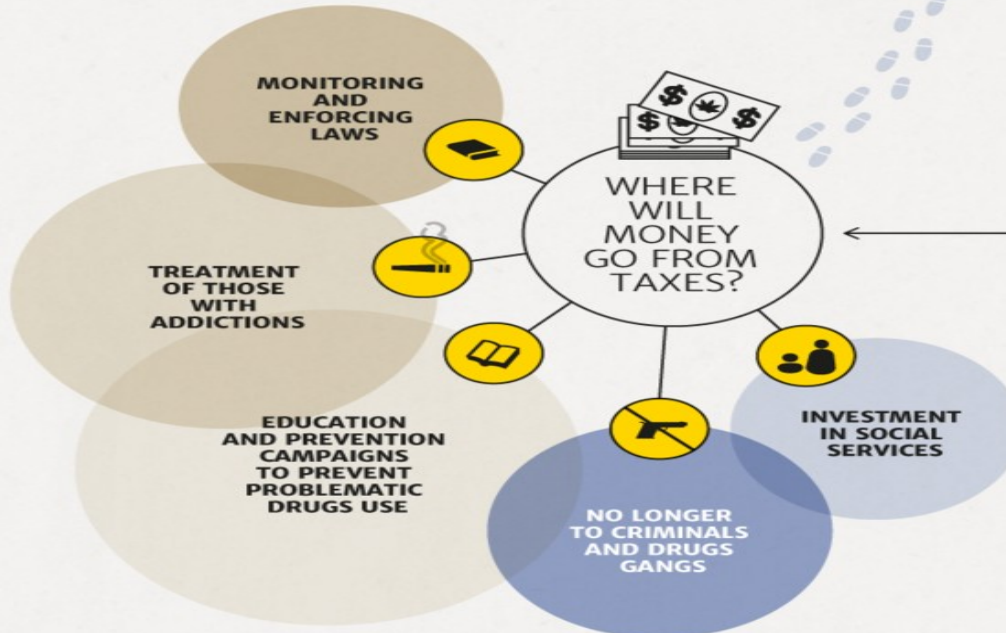 MONITORING
AND
ENFORCING
LAWS
$ $
$
WHERE
WILL
MONEY
GO FROM
TAXES?
TREATMENT
OF THOSE
WITH
ADDICTIONS
EDUCATION
AND PREVENTION
CAMPAIGNS
TO PREVENT
PROBLEMATIC
DRUGS USE
NO LONGER
TO CRIMINALS
AND DRUGS
GANGS
INVESTMENT
IN SOCIAL
SERVICES